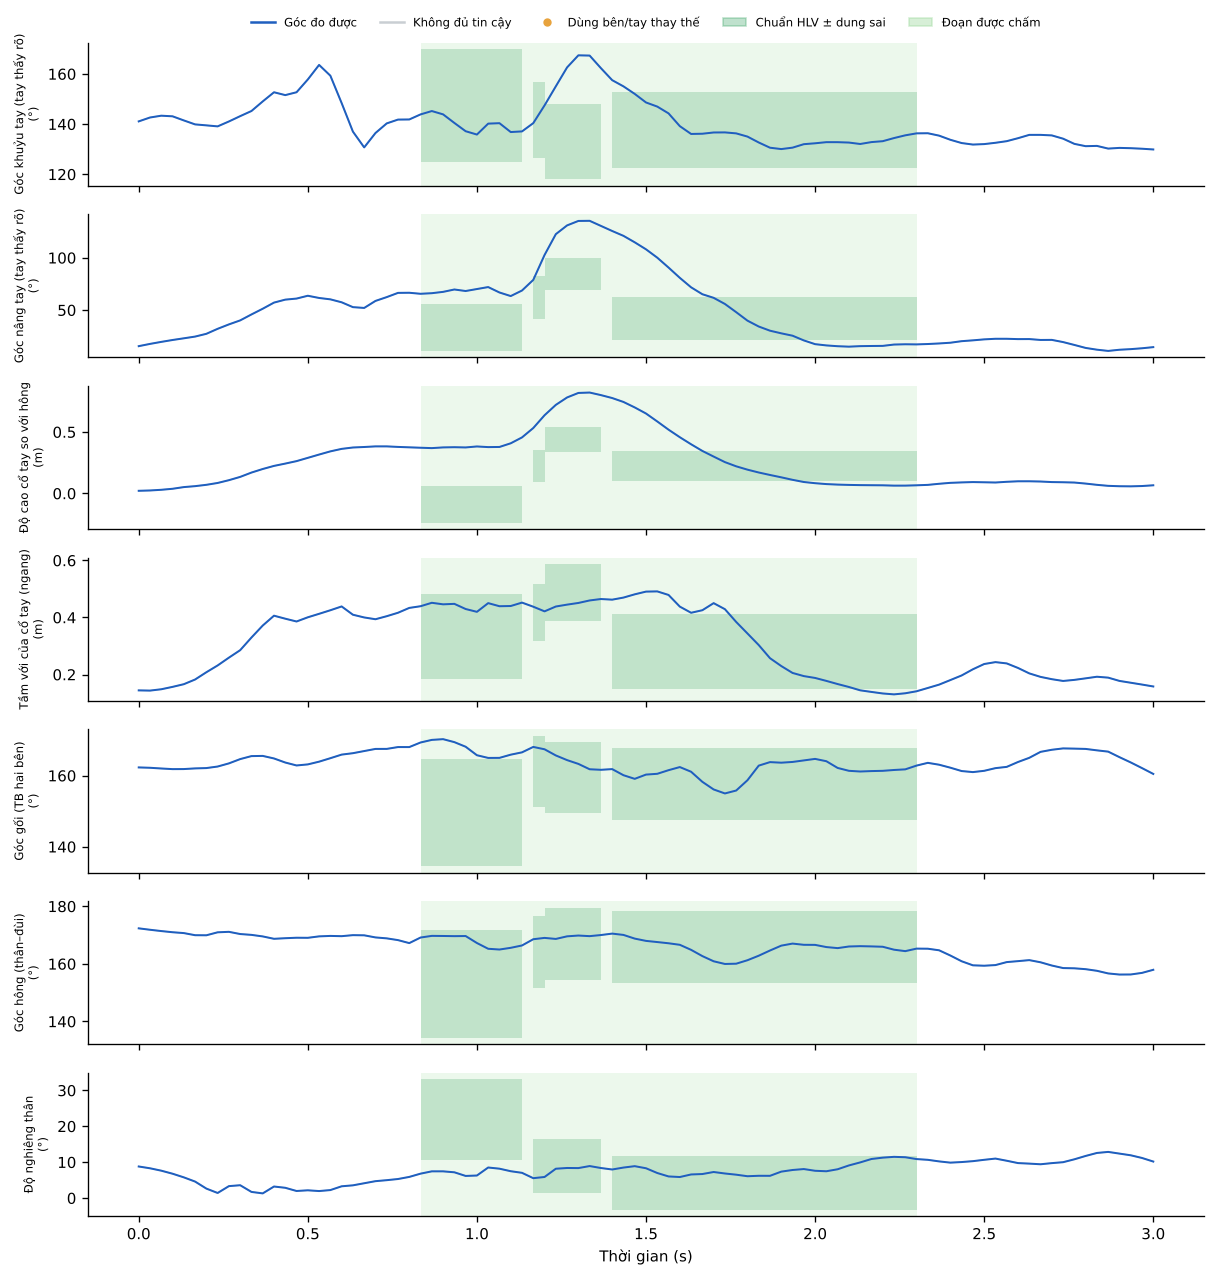 Góc đo được
Không đủ tin cậy
Dùng bên/tay thay thế
Chuẩn HLV ± dung sai
Đoạn được chấm
Góc khuỷu tay (tay thấy rõ)
(°)
160
140
120
Góc nâng tay (tay thấy rõ)
(°)
100
50
Độ cao cổ tay so với hông
(m)
0.5
0.0
Tầm với của cổ tay (ngang)
(m)
0.6
0.4
0.2
Góc gối (TB hai bên)
(°)
160
140
Góc hông (thân–đùi)
(°)
180
160
140
Độ nghiêng thân
(°)
30
20
10
0
0.0
0.5
1.0
1.5
2.0
2.5
3.0
Thời gian (s)